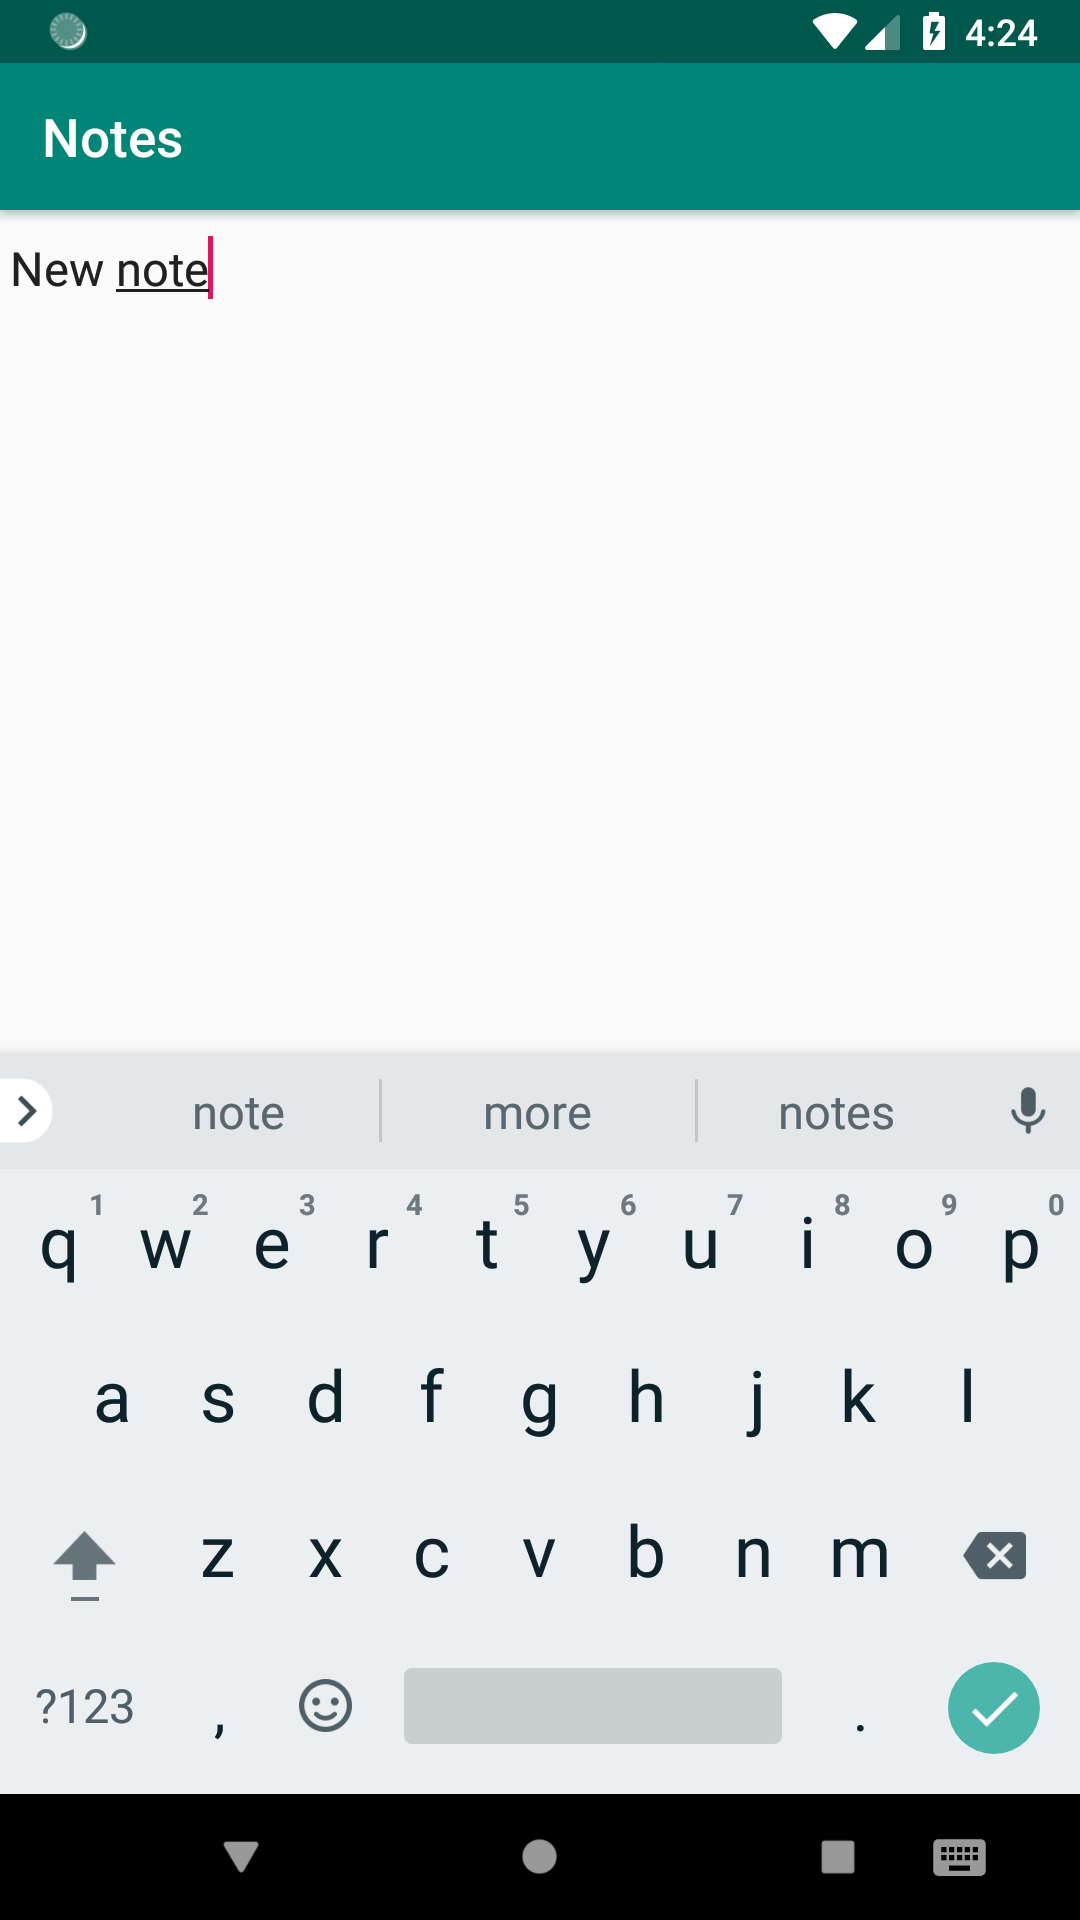 4:24
Notes
New note
note more notes
1 2 3 4 5 6 7 8 9 0
q w e r t y u i o p
a s d f g h j k l
z x c v b n m
?123 , .